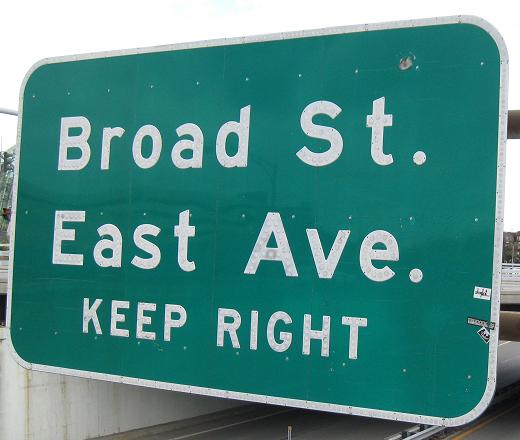 Broad St.
East Ave.
KEEP RIGHT